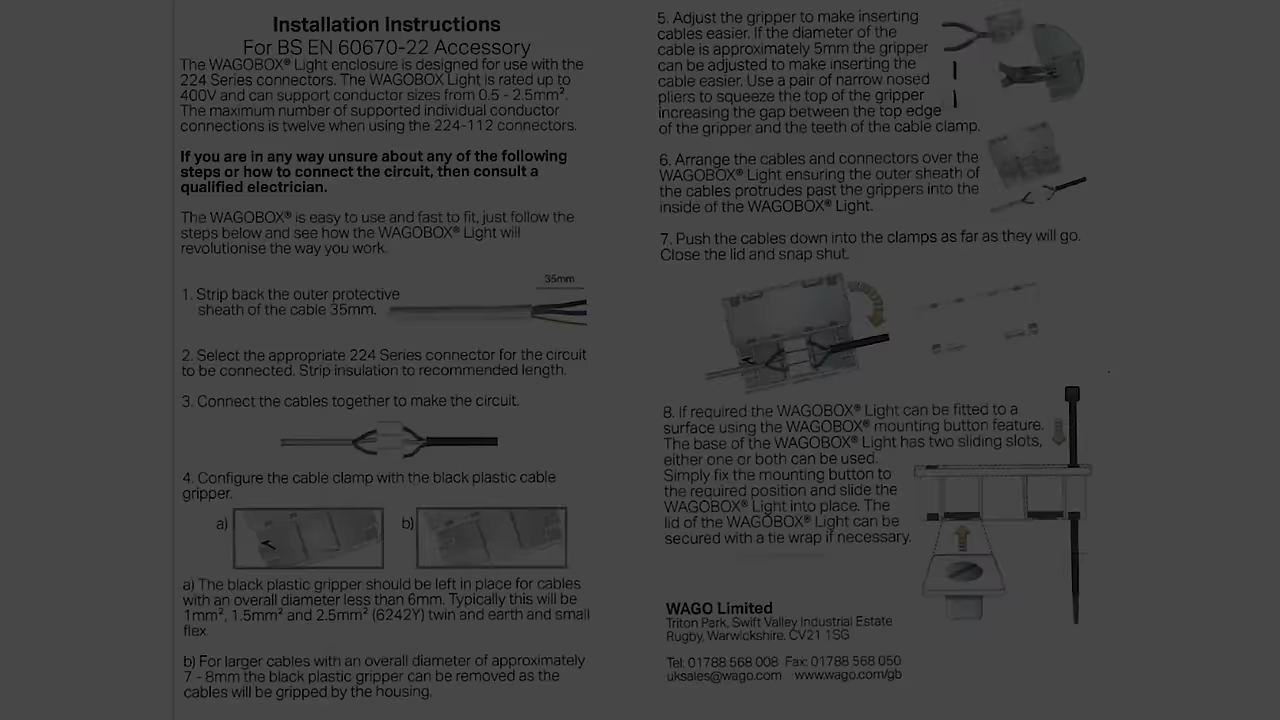 Installation Instructions
For BS EN 60670-22 Accessory
The WAGOBOX® Light enclosure is designed for use with the
224 Series connectors. The WAGOBOX Light is rated up to
400V and can support conductor sizes from 0.5 - 2.5mm².
The maximum number of supported individual conductor
connections is twelve when using the 224-112 connectors.
If you are in any way unsure about any of the following
steps or how to connect the circuit, then consult a
qualified electrician.
The WAGOBOX® is easy to use and fast to fit, just follow the
steps below and see how the WAGOBOX® Light will
revolutionise the way you work.
35mm
1. Strip back the outer protective
sheath of the cable 35mm.
2. Select the appropriate 224 Series connector for the circuit
to be connected. Strip insulation to recommended length.
3. Connect the cables together to make the circuit.
4. Configure the cable clamp with the black plastic cable
gripper.
a)
b)
a) The black plastic gripper should be left in place for cables
with an overall diameter less than 6mm. Typically this will be
1mm², 1.5mm² and 2.5mm² (6242Y) twin and earth and small
flex.
b) For larger cables with an overall diameter of approximately
7 - 8mm the black plastic gripper can be removed as the
cables will be gripped by the housing.
5. Adjust the gripper to make inserting
cables easier. If the diameter of the
cable is approximately 5mm the gripper
can be adjusted to make inserting the
cable easier. Use a pair of narrow nosed
pliers to squeeze the top of the gripper
increasing the gap between the top edge
of the gripper and the teeth of the cable clamp.
6. Arrange the cables and connectors over the
WAGOBOX® Light ensuring the outer sheath of
the cables protrudes past the grippers into the
inside of the WAGOBOX® Light.
7. Push the cables down into the clamps as far as they will go.
Close the lid and snap shut.
8. If required the WAGOBOX® Light can be fitted to a
surface using the WAGOBOX® mounting button feature.
The base of the WAGOBOX® Light has two sliding slots,
either one or both can be used.
Simply fix the mounting button to
the required position and slide the
WAGOBOX® Light into place. The
lid of the WAGOBOX® Light can be
secured with a tie wrap if necessary.
WAGO Limited
Triton Park, Swift Valley Industrial Estate
Rugby, Warwickshire. CV21 1SG
Tel: 01788 568 008 Fax: 01788 568 050
uksales@wago.com www.wago.com/gb